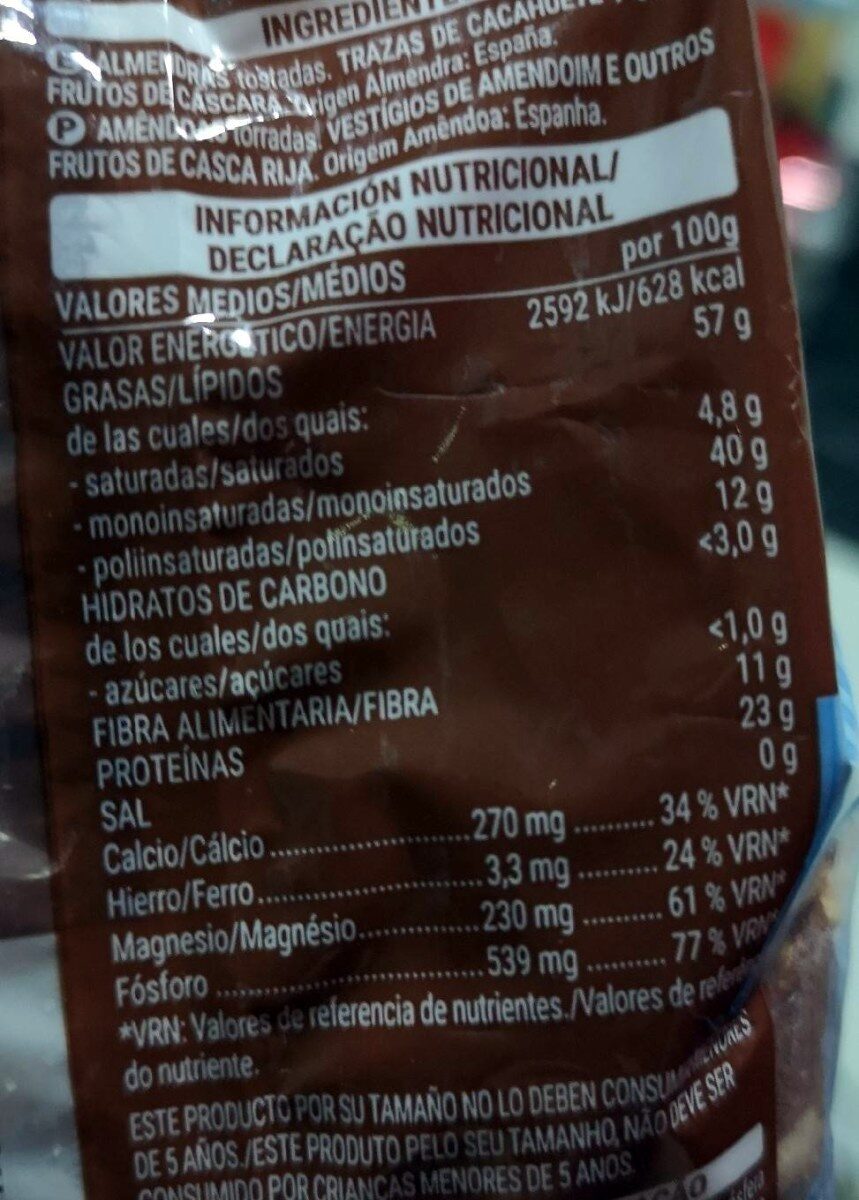 E ALMENDRAS tostadas. TRAZAS DE
FRUTOS DE CÁSCARA. Origen Almendra: España.
P AMÊNDOAS Torradas. VESTÍGIOS DE AMENDOIM E OUTROS
FRUTOS DE CASCA RIJA. Origem Amêndoa: Espanha.
INFORMACIÓN NUTRICIONAL/
DECLARAÇÃO NUTRICIONAL
VALORES MEDIOS/MÉDIOS por 100g
VALOR ENERGÉTICO/ENERGIA 2592 kJ/628 kcal
GRASAS/LÍPIDOS 57 g
de las cuales/dos quais:
- saturadas/saturados 4,8 g
- monoinsaturadas/monoinsaturados 40 g
- poliinsaturadas/poliinsaturados 12 g
HIDRATOS DE CARBONO <3,0 g
de los cuales/dos quais:
- azúcares/açúcares <1,0 g
FIBRA ALIMENTARIA/FIBRA 11 g
PROTEÍNAS 23 g
SAL 0 g
Calcio/Cálcio 270 mg 34 % VRN*
Hierro/Ferro 3,3 mg 24 % VRN*
Magnesio/Magnésio 230 mg 61 % VRN*
Fósforo 539 mg 77 % VRN*
*VRN: Valores de referencia de nutrientes./Valores de
do nutriente.
ESTE PRODUCTO POR SU TAMAÑO NO LO DEBEN CONSUMIR MENORES
DE 5 AÑOS./ESTE PRODUTO PELO SEU TAMANHO, NÃO DEVE SER
CONSUMIDO POR CRIANÇAS MENORES DE 5 ANOS.